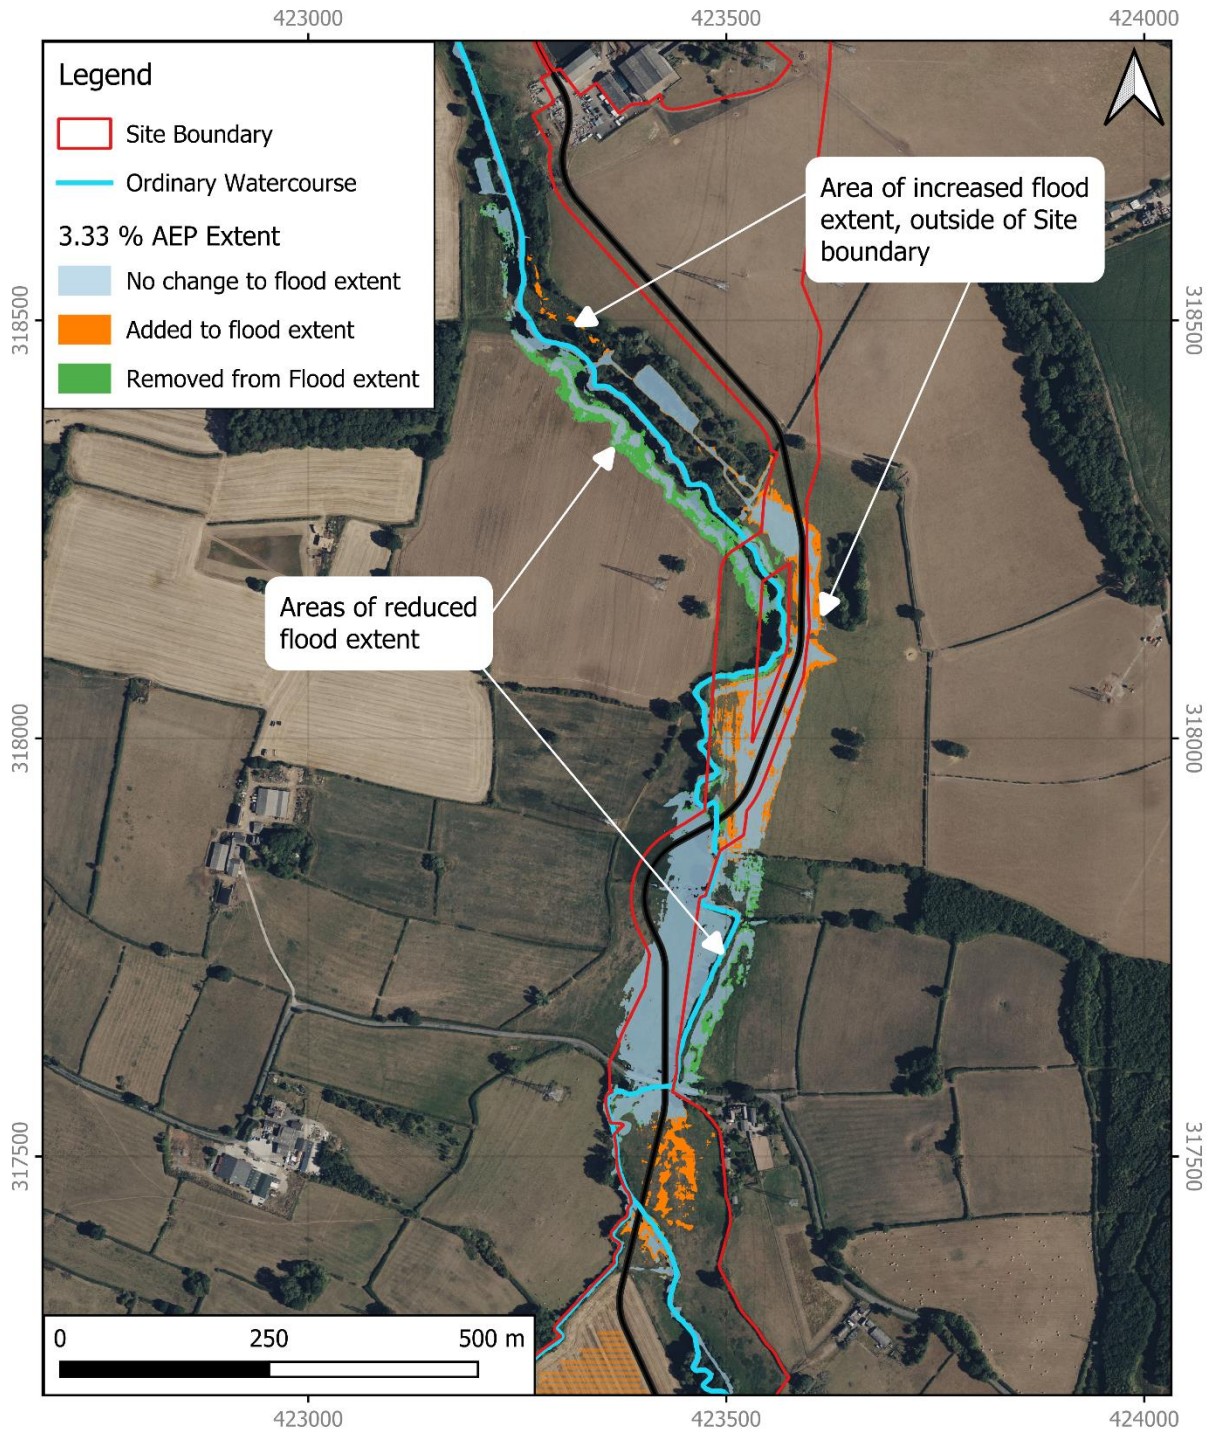 423000
423500
424000
Legend
Site Boundary
Ordinary Watercourse
3.33 % AEP Extent
No change to flood extent
Added to flood extent
Removed from Flood extent
Area of increased flood
extent, outside of Site
boundary
318500
318500
Areas of reduced
flood extent
318000
318000
317500
317500
0 250 500 m
423000
423500
424000